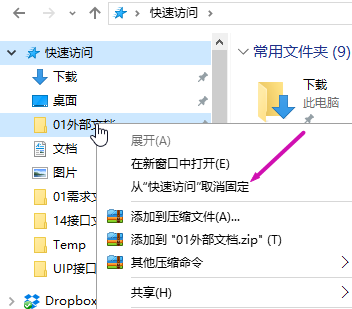 快速访问
快速访问
下载
桌面
01外部文档
文档
图片
01需求文
14接口文
Temp
UIP接口
Dropbox
常用文件夹 (9)
下载
此电脑
展开(A)
在新窗口中打开(E)
从“快速访问”取消固定
添加到压缩文件(A)...
添加到 "01外部文档.zip" (T)
其他压缩命令
共享(H)